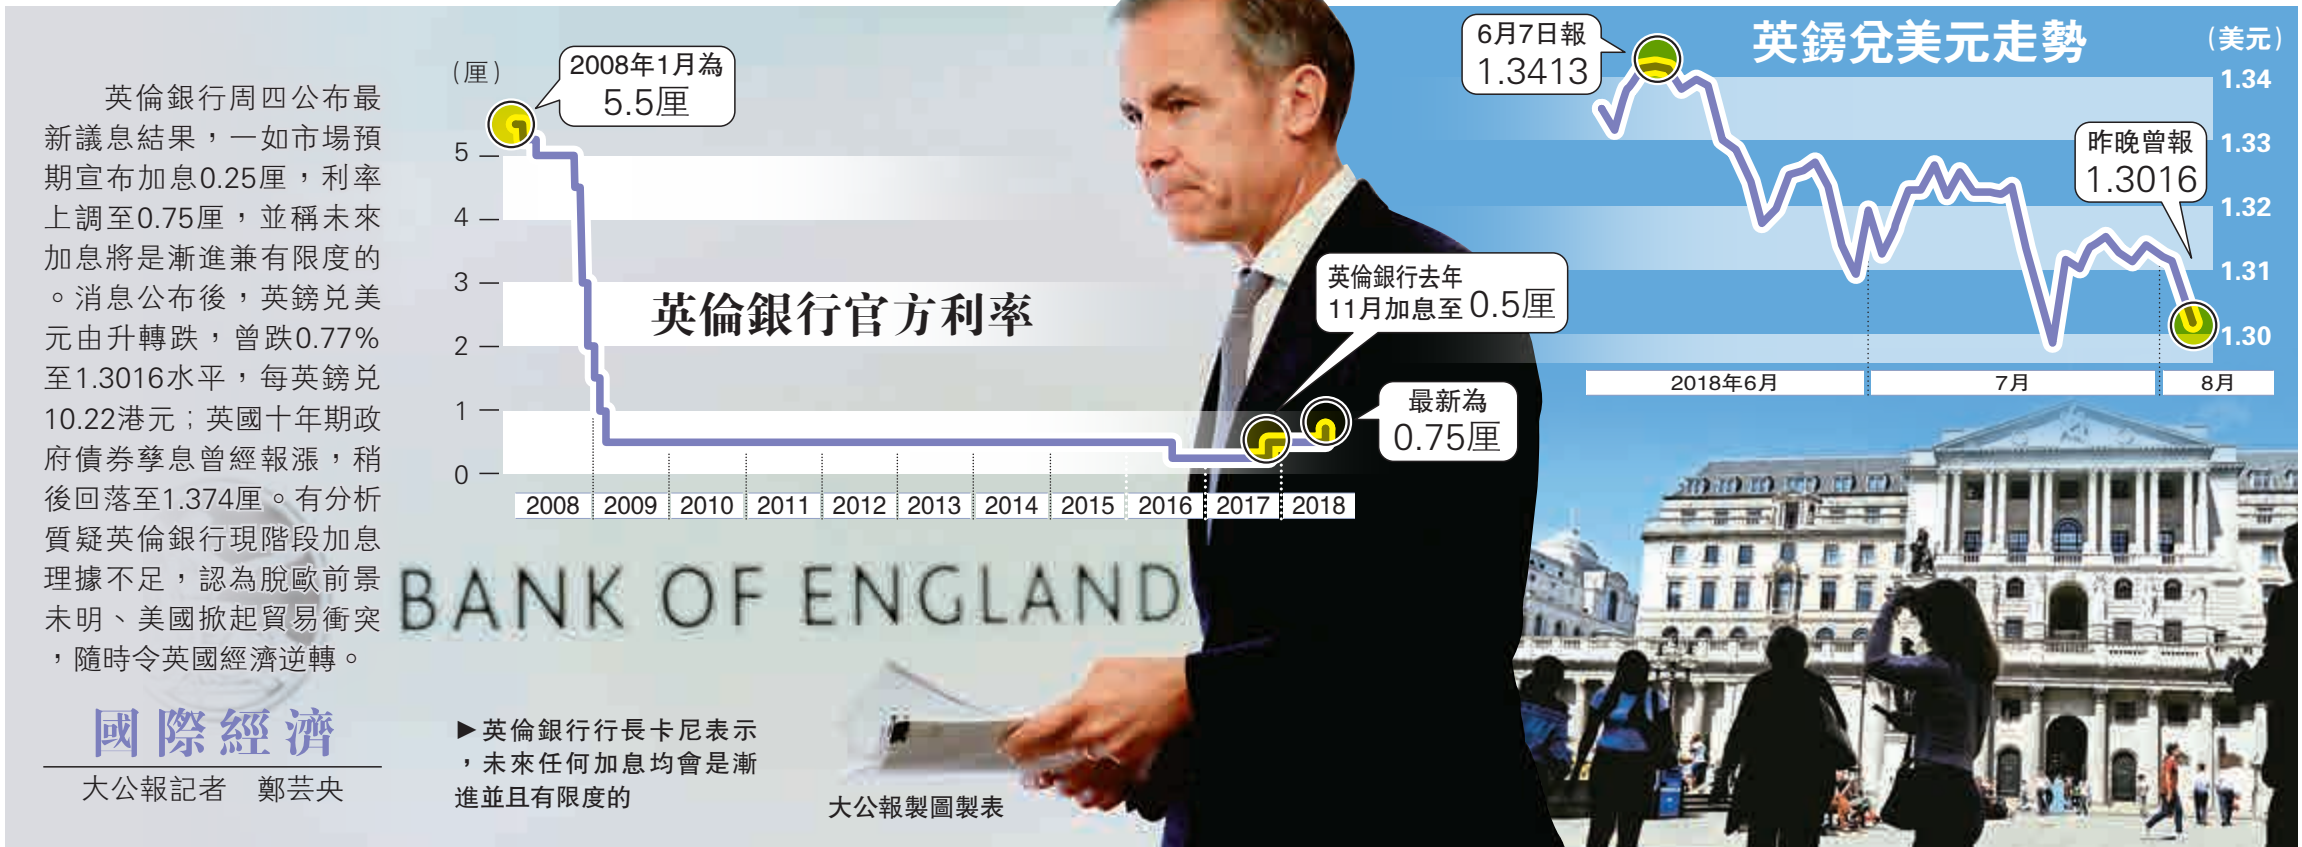 英倫銀行周四公布最
新議息結果，一如市場預
期宣布加息0.25厘，利率
上調至0.75厘，並稱未來
加息將是漸進兼有限度的
。消息公布後，英鎊兌美
元由升轉跌，曾跌0.77%
至1.3016水平，每英鎊兌
10.22港元；英國十年期政
府債券孳息曾經報漲，稍
後回落至1.374厘。有分析
質疑英倫銀行現階段加息
理據不足，認為脫歐前景
未明、美國掀起貿易衝突
，隨時令英國經濟逆轉。
國際經濟
大公報記者　鄭芸央
（厘）
2008年1月為
5.5厘
5
4
3
2
1
0
英倫銀行官方利率
英倫銀行去年
11月加息至 0.5厘
最新為
0.75厘
2008 2009 2010 2011 2012 2013 2014 2015 2016 2017 2018
BANK OF ENGLAND
▶英倫銀行行長卡尼表示
，未來任何加息均會是漸
進並且有限度的
大公報製圖製表
英鎊兌美元走勢
（美元）
6月7日報
1.3413
昨晚曾報
1.3016
1.34
1.33
1.32
1.31
1.30
2018年6月 7月 8月